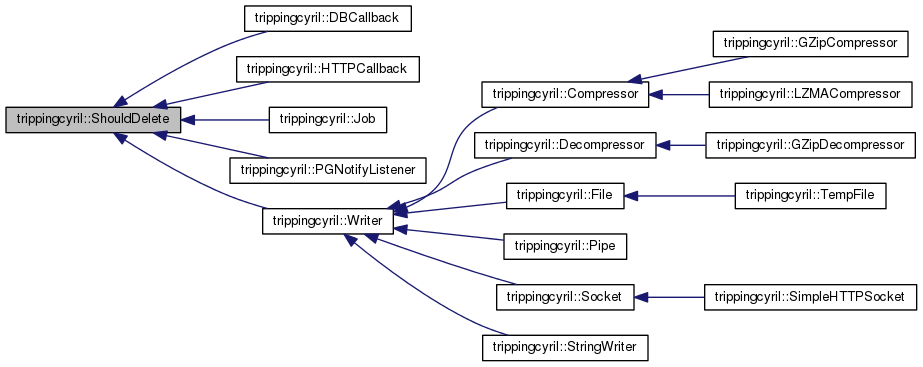 trippingcyril::ShouldDelete
trippingcyril::DBCallback
trippingcyril::HTTPCallback
trippingcyril::Job
trippingcyril::PGNotifyListener
trippingcyril::Writer
trippingcyril::Compressor
trippingcyril::Decompressor
trippingcyril::File
trippingcyril::Pipe
trippingcyril::Socket
trippingcyril::StringWriter
trippingcyril::GZipCompressor
trippingcyril::LZMACompressor
trippingcyril::GZipDecompressor
trippingcyril::TempFile
trippingcyril::SimpleHTTPSocket